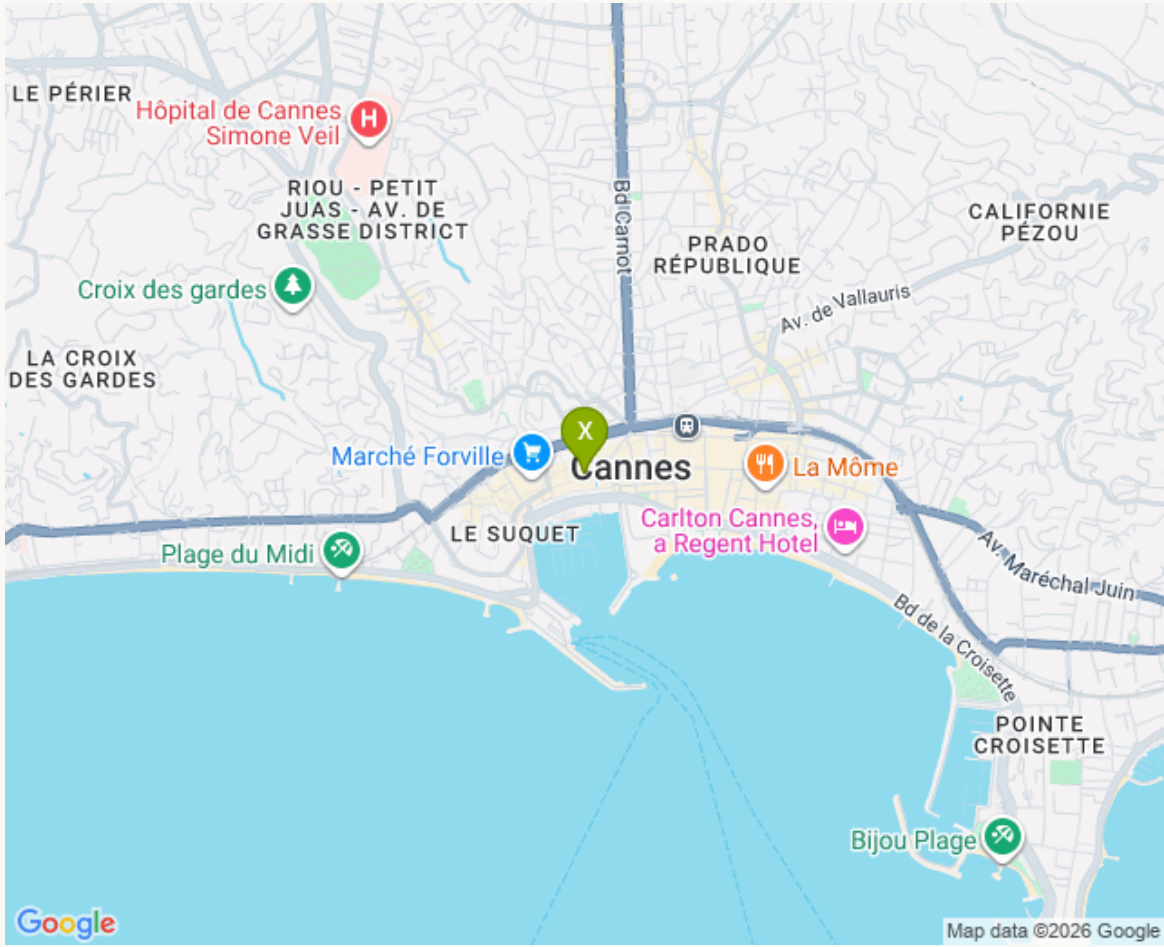 LE PÉRIER
Hôpital de Cannes
Simone Veil
H
RIOU - PETIT
JUAS - AV. DE
GRASSE DISTRICT
Bd Carnot
CALIFORNIE
PÉZOU
PRADO
RÉPUBLIQUE
Croix des gardes
Av. de Vallauris
LA CROIX
DES GARDES
X
Marché Forville
Cannes
La Môme
LE SUQUET
Carlton Cannes,
a Regent Hotel
Plage du Midi
Av. Maréchal Juin
Bd de la Croisette
POINTE
CROISETTE
Bijou Plage
Google
Map data ©2026 Google